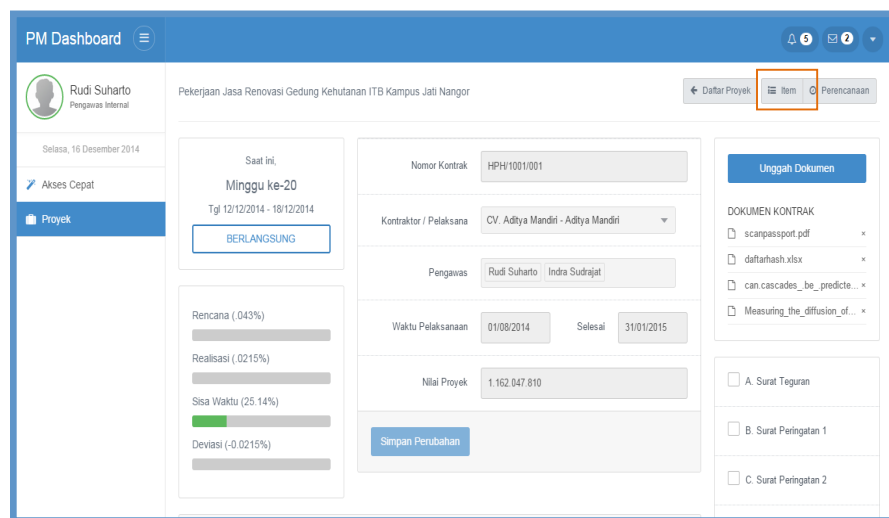 PM Dashboard
5
2
Rudi Suharto
Pengawas Internal
Selasa, 16 Desember 2014
Akses Cepat
Proyek
Pekerjaan Jasa Renovasi Gedung Kehutanan ITB Kampus Jati Nangor
Daftar Proyek
Item
Perencanaan
Saat ini,
Minggu ke-20
Tgl 12/12/2014 - 18/12/2014
BERLANGSUNG
Rencana (.043%)
Realisasi (.0215%)
Sisa Waktu (25.14%)
Deviasi (-0.0215%)
Nomor Kontrak
HPH/1001/001
Kontraktor / Pelaksana
CV. Aditya Mandiri - Aditya Mandiri
Pengawas
Rudi Suharto
Indra Sudrajat
Waktu Pelaksanaan
01/08/2014
Selesai
31/01/2015
Nilai Proyek
1.162.047.810
Simpan Perubahan
Unggah Dokumen
DOKUMEN KONTRAK
scanpassport.pdf ×
daftarhash.xlsx ×
can.cascades_.be_.predicte... ×
Measuring_the_diffusion_of... ×
A. Surat Teguran
B. Surat Peringatan 1
C. Surat Peringatan 2